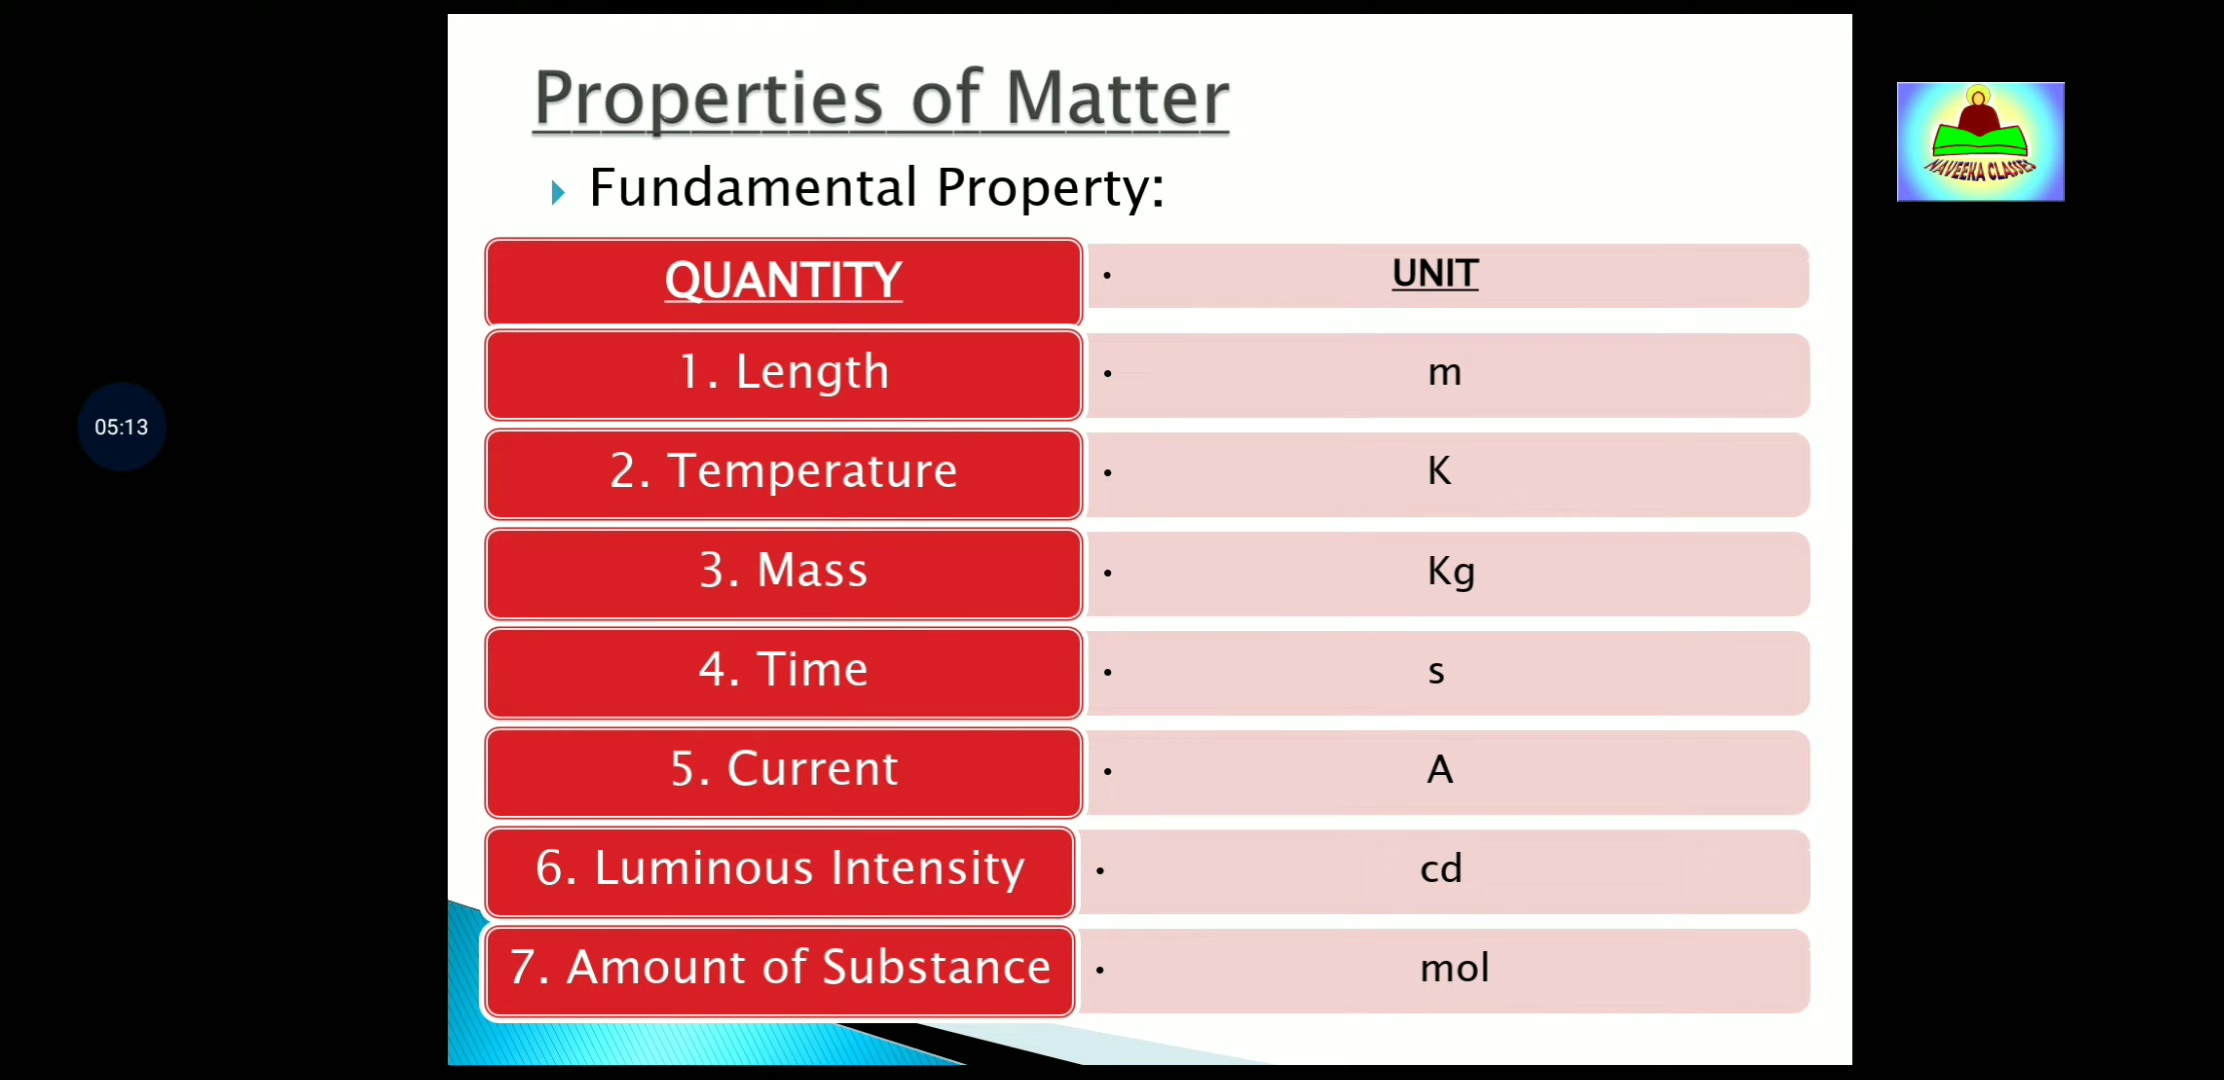 Properties of Matter
Fundamental Property:
QUANTITY • UNIT
1. Length • m
2. Temperature • K
3. Mass • Kg
4. Time • s
5. Current • A
6. Luminous Intensity • cd
7. Amount of Substance • mol
05:13
NAVEEKA CLASSES